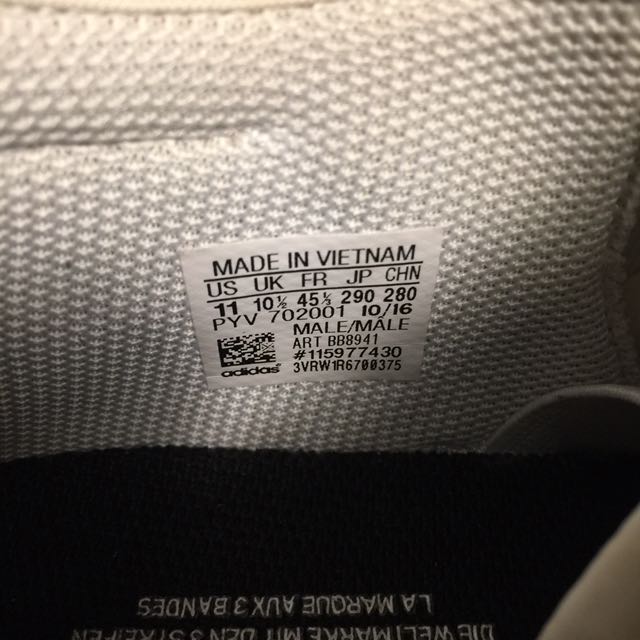 MADE IN VIETNAM
US UK FR JP CHN
11 10½ 45⅓ 290 280
PYV 702001 10/16
MALE/MALE
ART BB8941
#115977430
adidas 3VRW1R6700375
DIE WELTMARKE MIT DEN 3 STREIFEN
LA MARQUE AUX 3 BANDES